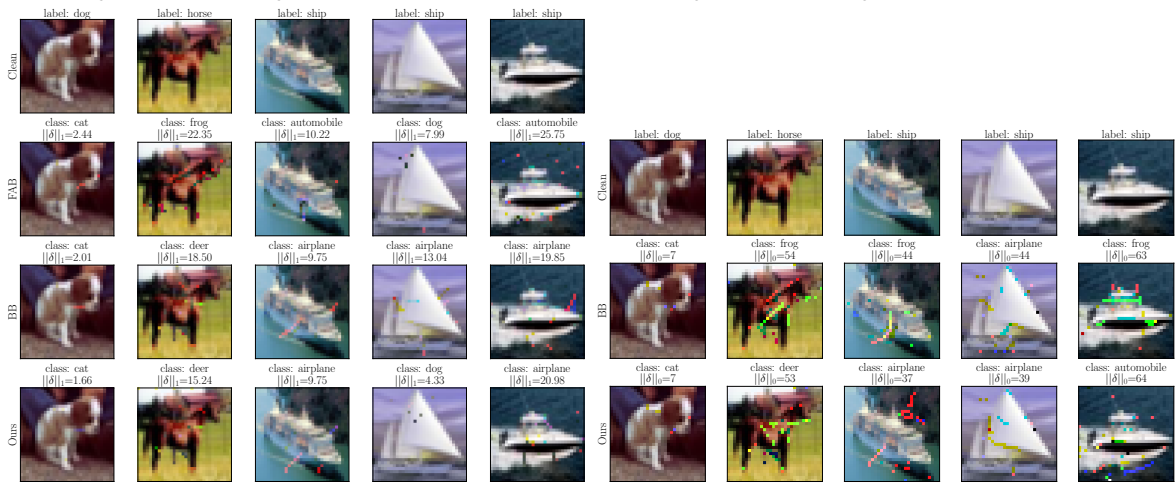 label: dog label: horse label: ship label: ship label: ship
Clean
class: cat class: frog class: automobile class: dog class: automobile
||δ||₁=2.44 ||δ||₁=22.35 ||δ||₁=10.22 ||δ||₁=7.99 ||δ||₁=25.75
FAB
class: cat class: deer class: airplane class: airplane class: airplane
||δ||₁=2.01 ||δ||₁=18.50 ||δ||₁=9.75 ||δ||₁=13.04 ||δ||₁=19.85
BB
class: cat class: deer class: airplane class: dog class: airplane
||δ||₁=1.66 ||δ||₁=15.24 ||δ||₁=9.75 ||δ||₁=4.33 ||δ||₁=20.98
Ours
label: dog label: horse label: ship label: ship label: ship
Clean
class: cat class: frog class: frog class: airplane class: frog
||δ||₀=7 ||δ||₀=54 ||δ||₀=44 ||δ||₀=44 ||δ||₀=63
BB
class: cat class: deer class: airplane class: airplane class: automobile
||δ||₀=7 ||δ||₀=53 ||δ||₀=37 ||δ||₀=39 ||δ||₀=64
Ours